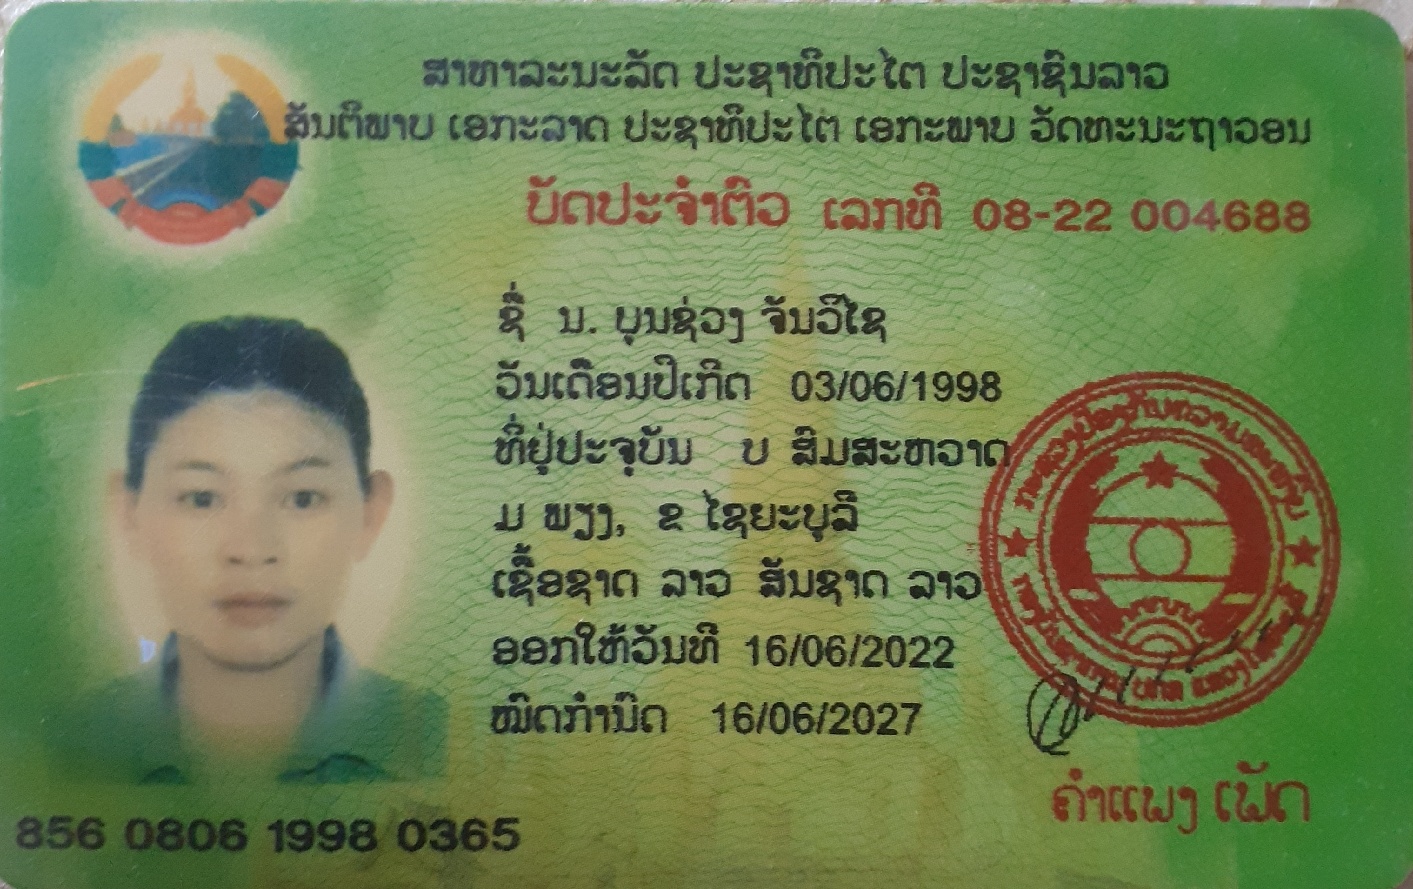 ສາທາລະນະລັດ ປະຊາທິປະໄຕ ປະຊາຊົນລາວ
ສັນຕິພາບ ເອກະລາດ ປະຊາທິປະໄຕ ເອກະພາບ ວັດທະນະຖາວອນ
ບັດປະຈຳຕົວ ເລກທີ 08-22 004688
ຊື່ ນ. ບຸນຊ່ວງ ຈັນວິໄຊ
ວັນເດືອນປີເກີດ 03/06/1998
ທີ່ຢູ່ປະຈຸບັນ ບ ສິມສະຫວາດ
ມ ພຽງ, ຂ ໄຊຍະບຸລີ
ເຊື້ອຊາດ ລາວ ສັນຊາດ ລາວ
ອອກໃຫ້ວັນທີ 16/06/2022
ໝົດກຳນົດ 16/06/2027
ຄຳແພງ ເພັດ
856 0806 1998 0365